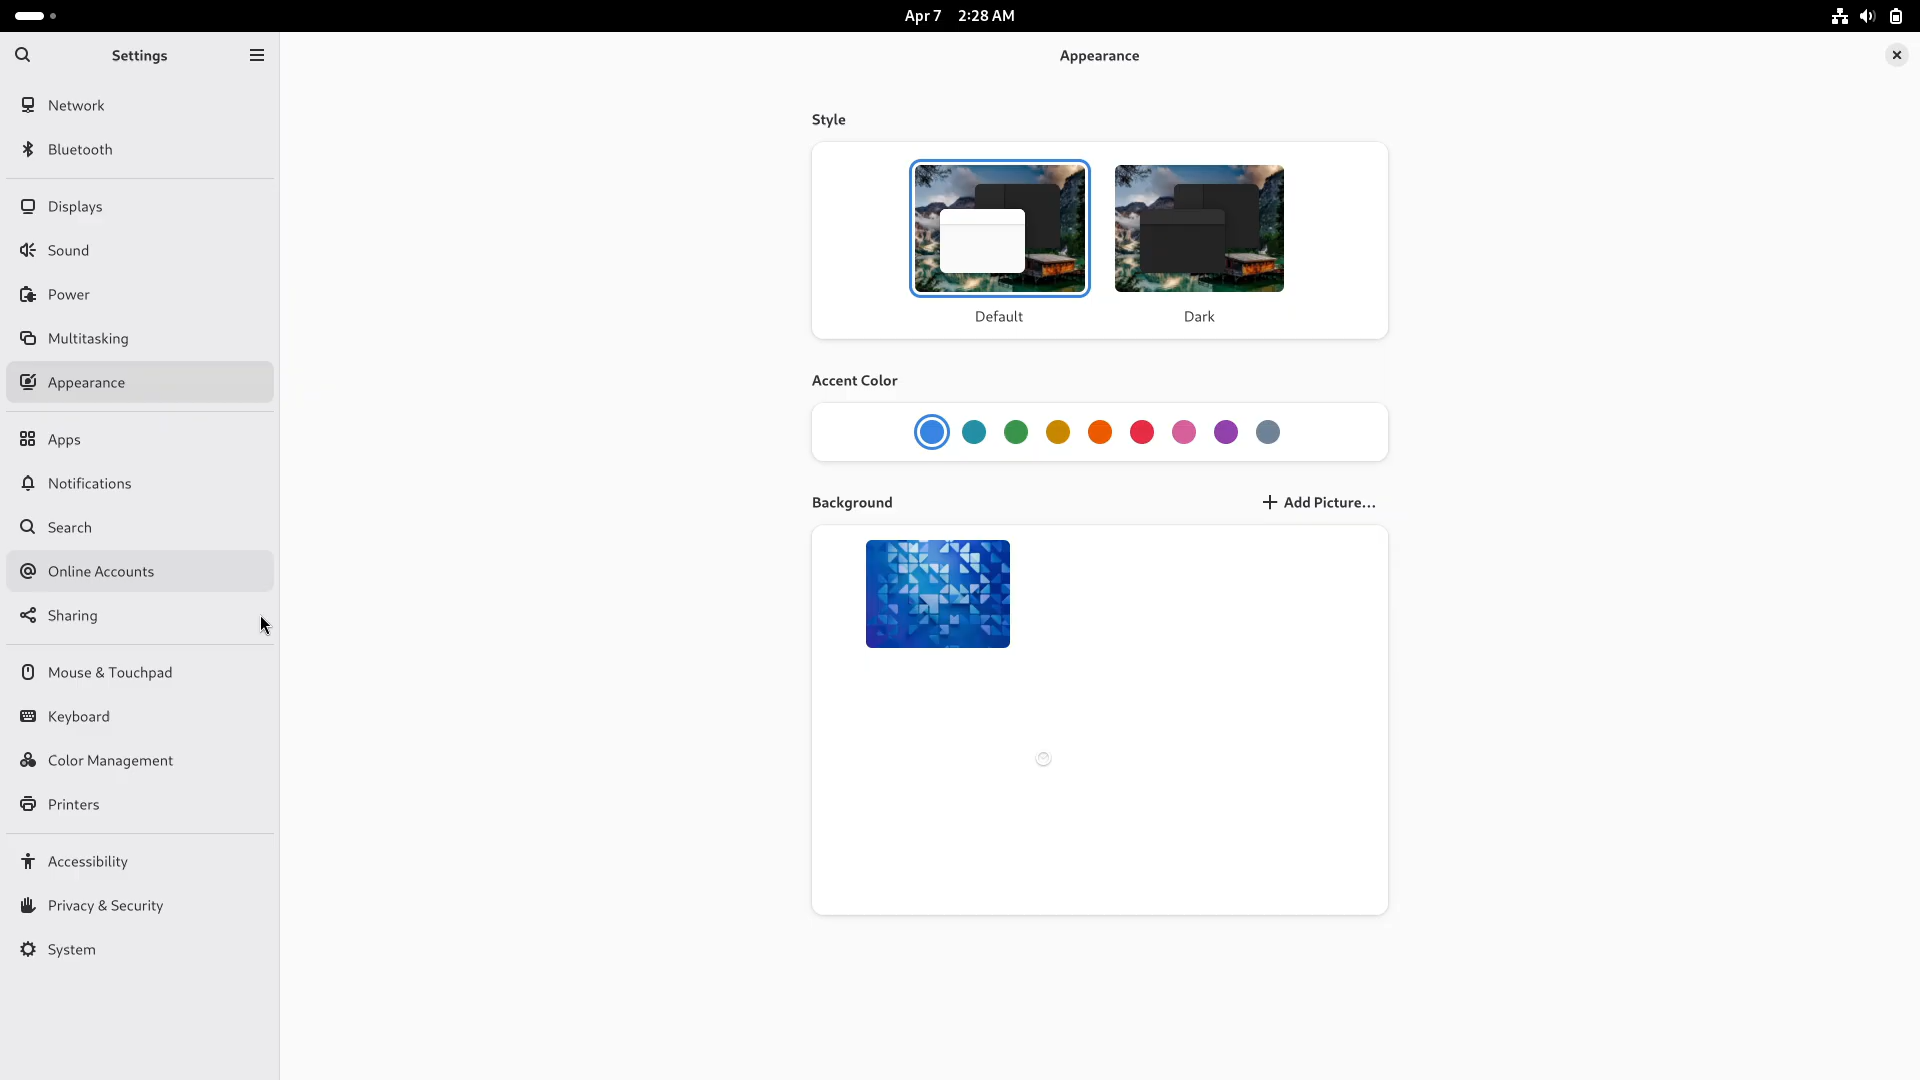 Apr 7 2:28 AM
Settings
Network
Bluetooth
Displays
Sound
Power
Multitasking
Appearance
Apps
Notifications
Search
Online Accounts
Sharing
Mouse & Touchpad
Keyboard
Color Management
Printers
Accessibility
Privacy & Security
System
Appearance
Style
Default
Dark
Accent Color
Background
Add Picture...